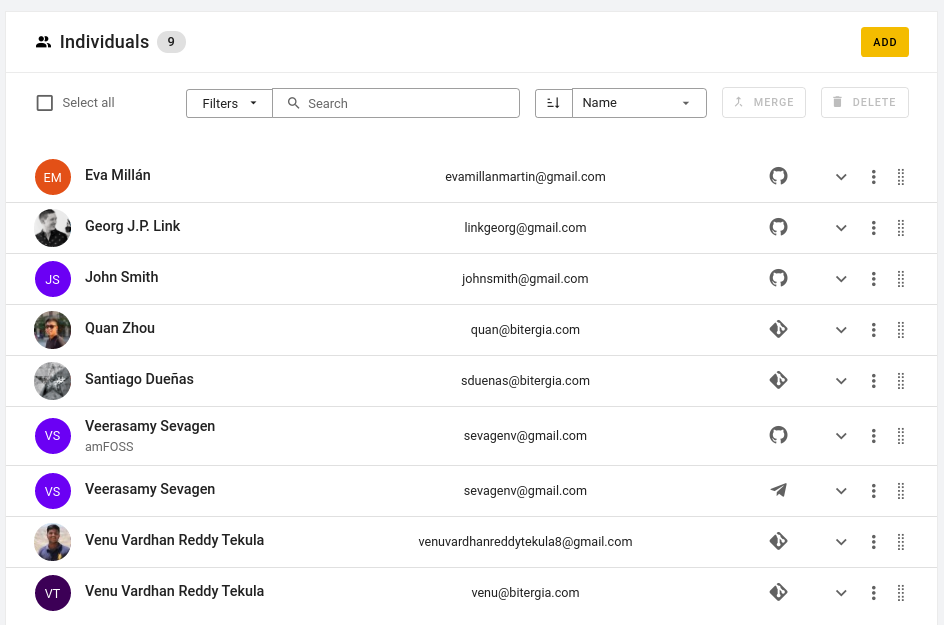 Individuals 9 ADD
Select all Filters Search Name MERGE DELETE
EM Eva Millán evamillanmartin@gmail.com
Georg J.P. Link linkgeorg@gmail.com
JS John Smith johnsmith@gmail.com
Quan Zhou quan@bitergia.com
Santiago Dueñas sduenas@bitergia.com
VS Veerasamy Sevagen sevagenv@gmail.com
amFOSS
VS Veerasamy Sevagen sevagenv@gmail.com
Venu Vardhan Reddy Tekula venuvardhanreddytekula8@gmail.com
VT Venu Vardhan Reddy Tekula venu@bitergia.com